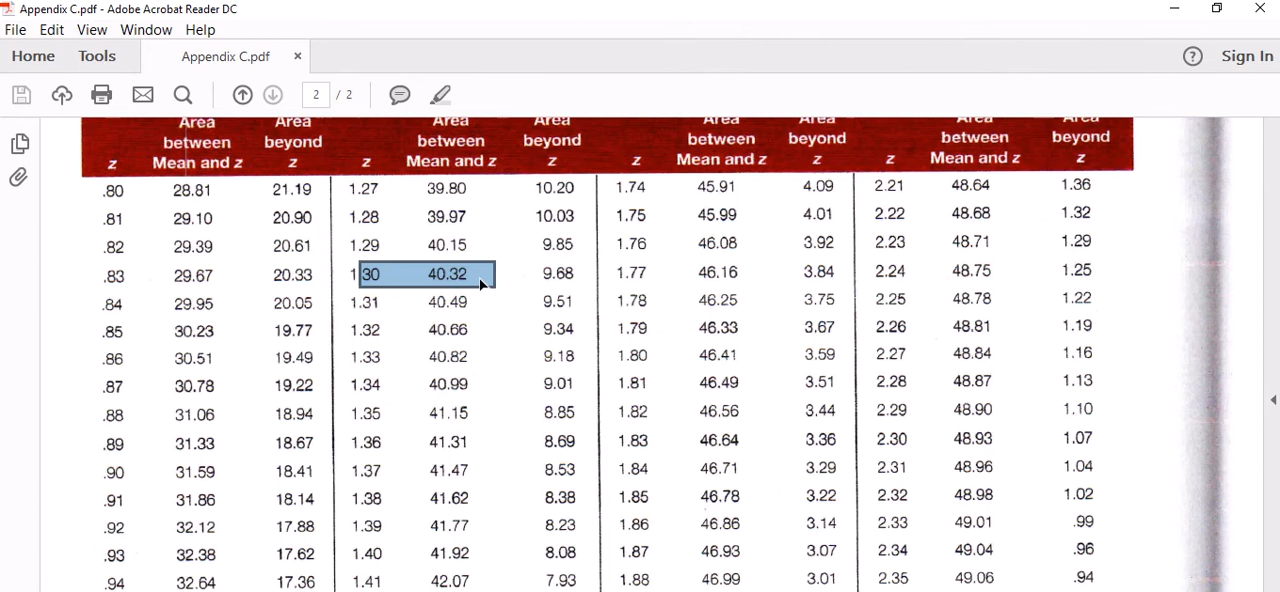 Appendix C.pdf - Adobe Acrobat Reader DC
File Edit View Window Help
Home Tools Appendix C.pdf × ? Sign In
2 / 2
Area Area Area Area Area Area Area Area
between beyond between beyond between beyond between beyond
z Mean and z z z Mean and z z z Mean and z z z Mean and z z
.80 28.81 21.19 1.27 39.80 10.20 1.74 45.91 4.09 2.21 48.64 1.36
.81 29.10 20.90 1.28 39.97 10.03 1.75 45.99 4.01 2.22 48.68 1.32
.82 29.39 20.61 1.29 40.15 9.85 1.76 46.08 3.92 2.23 48.71 1.29
.83 29.67 20.33 1 30 40.32 9.68 1.77 46.16 3.84 2.24 48.75 1.25
.84 29.95 20.05 1.31 40.49 9.51 1.78 46.25 3.75 2.25 48.78 1.22
.85 30.23 19.77 1.32 40.66 9.34 1.79 46.33 3.67 2.26 48.81 1.19
.86 30.51 19.49 1.33 40.82 9.18 1.80 46.41 3.59 2.27 48.84 1.16
.87 30.78 19.22 1.34 40.99 9.01 1.81 46.49 3.51 2.28 48.87 1.13
.88 31.06 18.94 1.35 41.15 8.85 1.82 46.56 3.44 2.29 48.90 1.10
.89 31.33 18.67 1.36 41.31 8.69 1.83 46.64 3.36 2.30 48.93 1.07
.90 31.59 18.41 1.37 41.47 8.53 1.84 46.71 3.29 2.31 48.96 1.04
.91 31.86 18.14 1.38 41.62 8.38 1.85 46.78 3.22 2.32 48.98 1.02
.92 32.12 17.88 1.39 41.77 8.23 1.86 46.86 3.14 2.33 49.01 .99
.93 32.38 17.62 1.40 41.92 8.08 1.87 46.93 3.07 2.34 49.04 .96
.94 32.64 17.36 1.41 42.07 7.93 1.88 46.99 3.01 2.35 49.06 .94